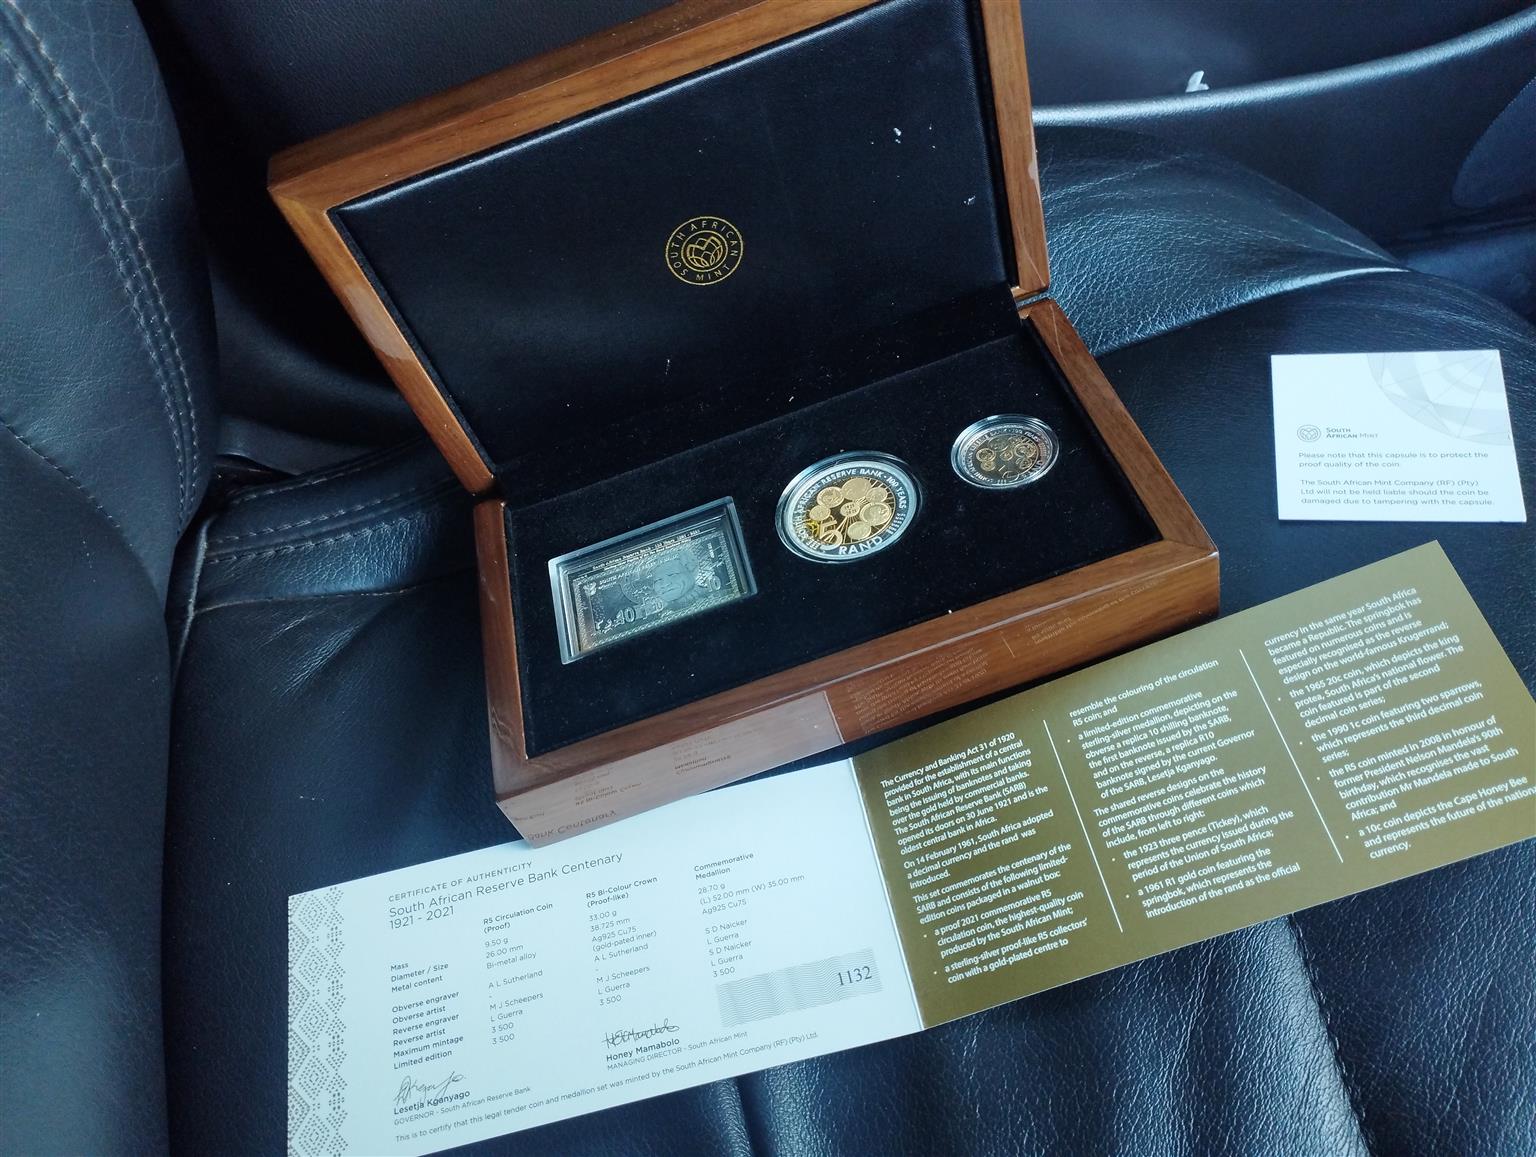 SOUTH AFRICAN MINT
South African Reserve Bank - 100 Years 1921 - 2021
SOUTH AFRICAN RESERVE BANK · 100 YEARS
5
RAND
SOUTH
AFRICAN MINT
Please note that this capsule is to protect the
proof quality of the coin.
The South African Mint Company (RF) (Pty)
Ltd will not be held liable should the coin be
damaged due to tampering with the capsule.
CERTIFICATE OF AUTHENTICITY
South African Reserve Bank Centenary
1921 - 2021
R5 Circulation Coin
(Proof)
R5 Bi-Colour Crown
(Proof-like)
Commemorative
Medallion
Mass 9.50 g 33.00 g 28.70 g
Diameter / Size 26.00 mm 38.725 mm (L) 52.00 mm (W) 35.00 mm
Metal content Bi-metal alloy Ag925 Cu75 Ag925 Cu75
(gold-pated inner)
Obverse engraver A L Sutherland A L Sutherland S D Naicker
Obverse artist - - L Guerra
Reverse engraver M J Scheepers M J Scheepers S D Naicker
Reverse artist L Guerra L Guerra L Guerra
Maximum mintage 3 500 3 500 3 500
Limited edition 3 500
1132
Lesetja Kganyago
GOVERNOR - South African Reserve Bank
Honey Mamabolo
MANAGING DIRECTOR - South African Mint
This is to certify that this legal tender coin and medallion set was minted by the South African Mint Company (RF) (Pty) Ltd.
The Currency and Banking Act 31 of 1920
provided for the establishment of a central
bank in South Africa, with its main functions
being the issuing of banknotes and taking
over the gold held by commercial banks.
The South African Reserve Bank (SARB)
opened its doors on 30 June 1921 and is the
oldest central bank in Africa.
On 14 February 1961, South Africa adopted
a decimal currency and the rand was
introduced.
This set commemorates the centenary of the
SARB and consists of the following limited-
edition coins packaged in a walnut box:
• a proof 2021 commemorative R5
circulation coin, the highest-quality coin
produced by the South African Mint;
• a sterling-silver proof-like R5 collectors'
coin with a gold-plated centre to
resemble the colouring of the circulation
R5 coin; and
• a limited-edition commemorative
sterling-silver medallion, depicting on the
obverse a replica 10 shilling banknote,
the first banknote issued by the SARB,
and on the reverse, a replica R10
banknote signed by the current Governor
of the SARB, Lesetja Kganyago.
The shared reverse designs on the
commemorative coins celebrate the history
of the SARB through different coins which
include, from left to right:
• the 1923 three pence (Tickey), which
represents the currency issued during the
period of the Union of South Africa;
• a 1961 R1 gold coin featuring the
springbok, which represents the
introduction of the rand as the official
currency in the same year South Africa
became a Republic. The springbok has
featured on numerous coins and is
especially recognised as the reverse
design on the world-famous Krugerrand;
• the 1965 20c coin, which depicts the king
protea, South Africa's national flower. The
coin featured is part of the second
decimal coin series;
• the 1990 1c coin featuring two sparrows,
which represents the third decimal coin
series;
• the R5 coin minted in 2008 in honour of
former President Nelson Mandela's 90th
birthday, which recognises the vast
contribution Mr Mandela made to South
Africa; and
• a 10c coin depicts the Cape Honey Bee
and represents the future of the national
currency.